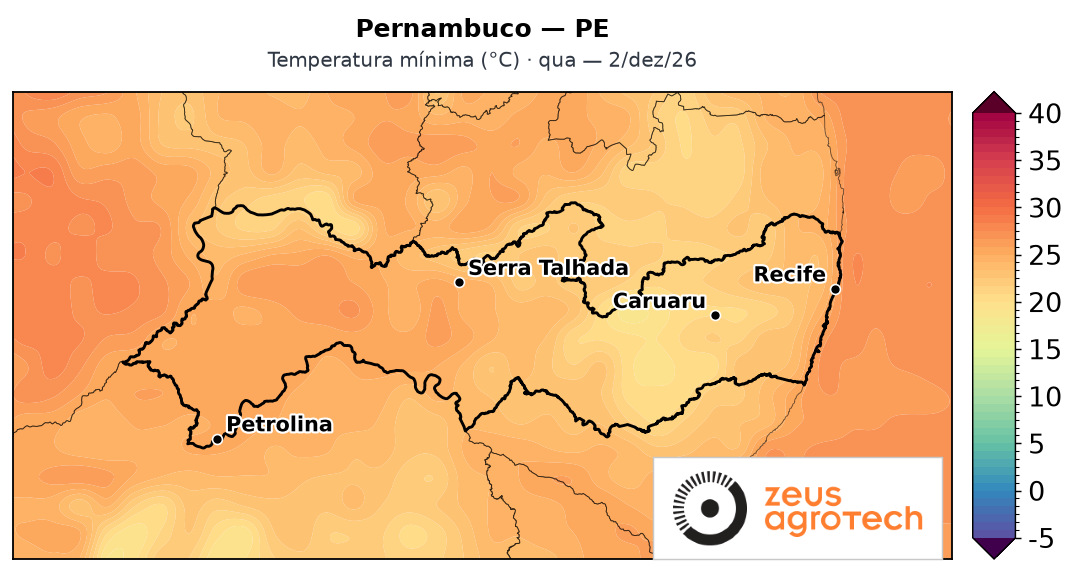 Pernambuco — PE
Temperatura mínima (°C) · qua — 2/dez/26
Serra Talhada
Recife
Caruaru
Petrolina
40
35
30
25
20
15
10
5
0
-5
zeus
agrotech